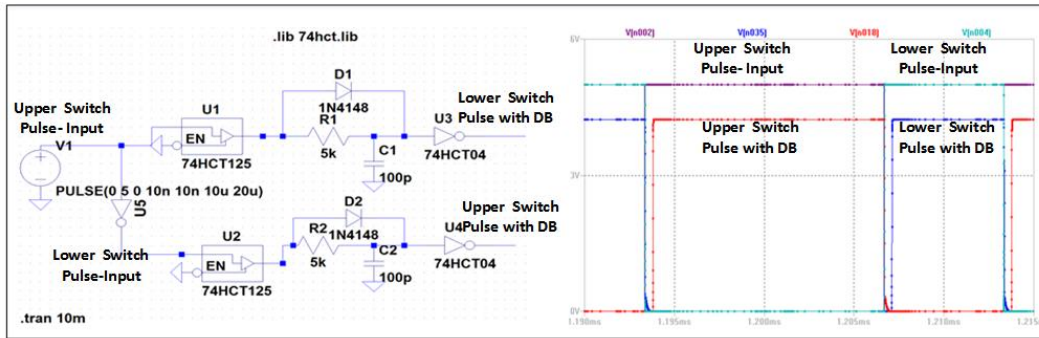 .lib 74hct.lib
D1
1N4148
Upper Switch
Pulse- Input
V1
U1
EN
74HCT125
R1
5k
C1
100p
Lower Switch
U3 Pulse with DB
74HCT04
PULSE(0 5 0 10n 10n 10u 20u)
U5
D2
1N4148
Upper Switch
U4 Pulse with DB
Lower Switch
Pulse-Input
U2
EN
74HCT125
R2
5k
C2
100p
74HCT04
.tran 10m
V[n002]
V[n035]
V[n018]
V[n004]
6V
Upper Switch
Pulse- Input
Lower Switch
Pulse-Input
Upper Switch
Pulse with DB
Lower Switch
Pulse with DB
3V
0V
1.190ms
1.195ms
1.200ms
1.205ms
1.210ms
1.215